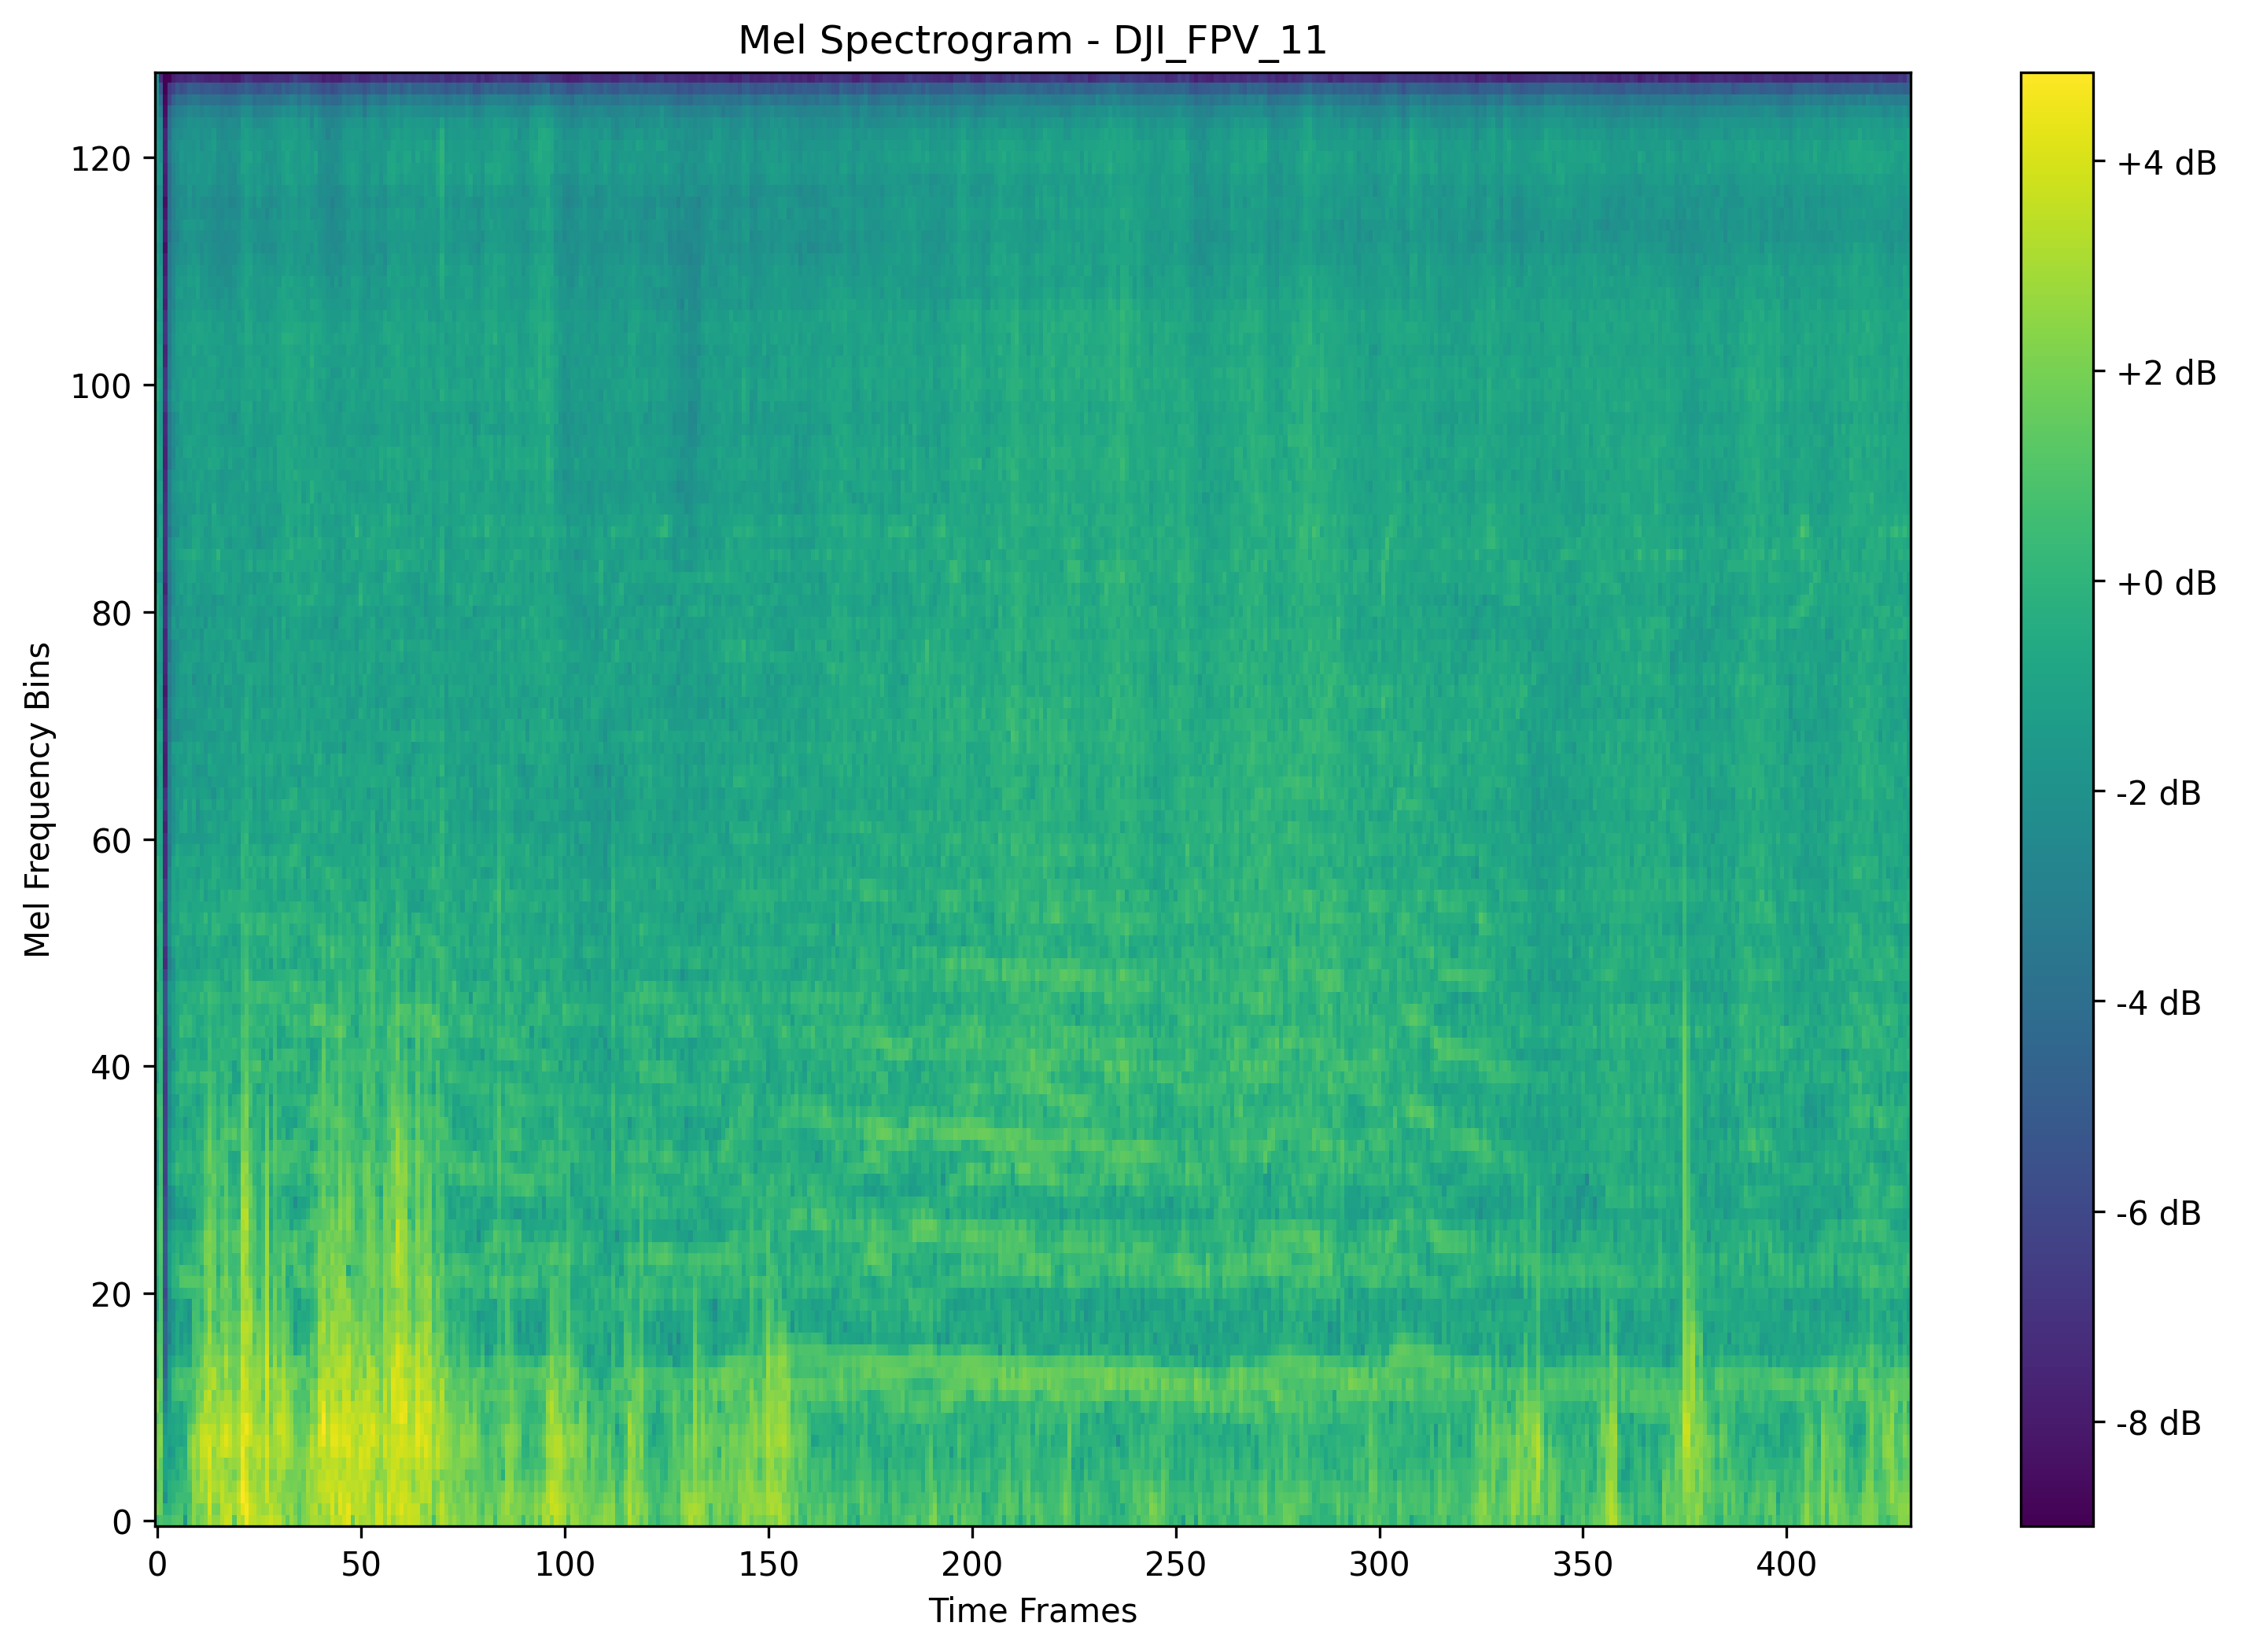 Mel Spectrogram - DJI_FPV_11
Mel Frequency Bins
120
100
80
60
40
20
0
0 50 100 150 200 250 300 350 400
Time Frames
+4 dB
+2 dB
+0 dB
-2 dB
-4 dB
-6 dB
-8 dB